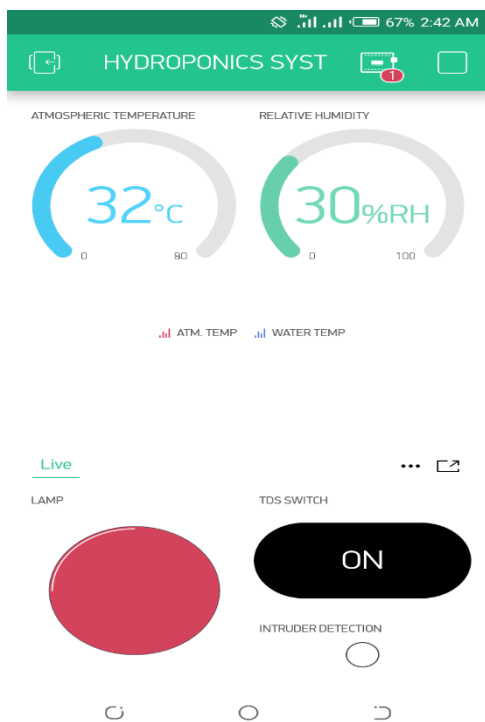 67% 2:42 AM
HYDROPONICS SYST
1
ATMOSPHERIC TEMPERATURE RELATIVE HUMIDITY
32°C 30%RH
0 80 0 100
ATM. TEMP WATER TEMP
Live
LAMP TDS SWITCH
ON
INTRUDER DETECTION